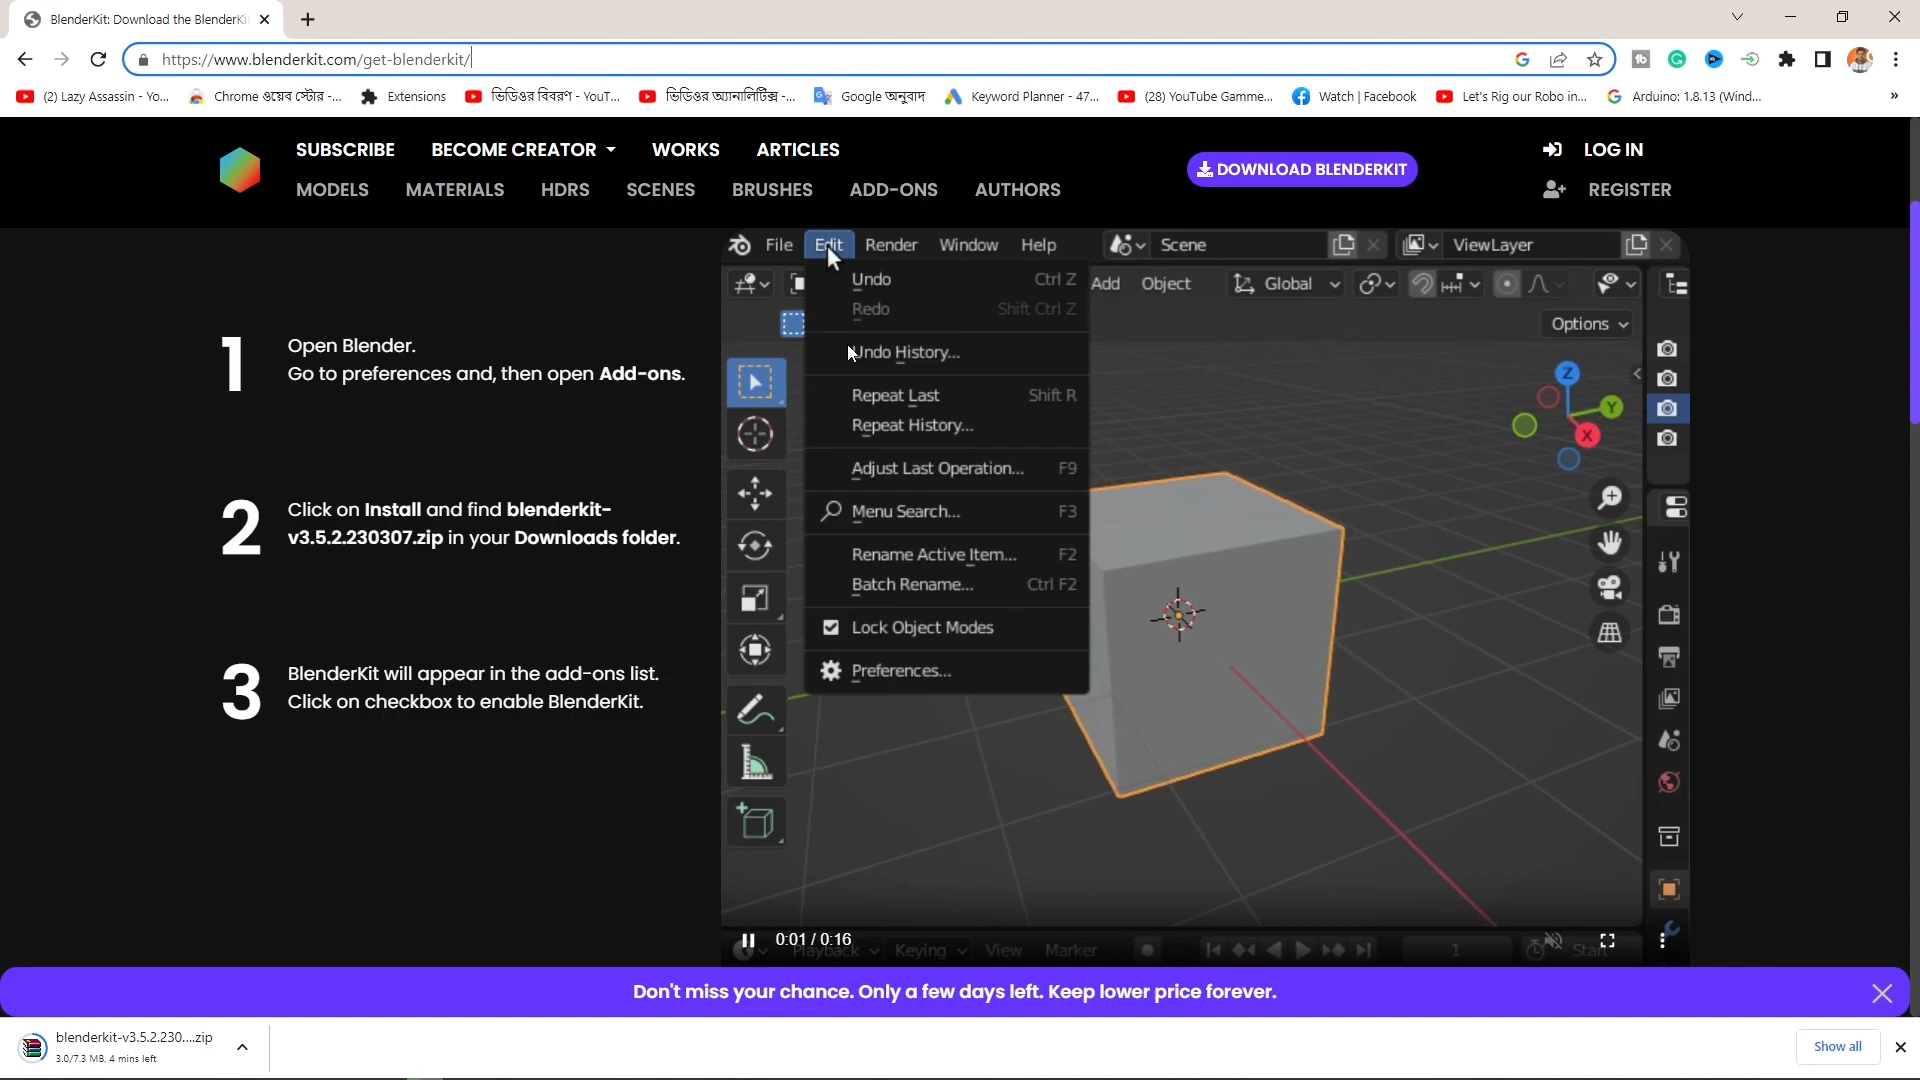 BlenderKit: Download the BlenderKi
https://www.blenderkit.com/get-blenderkit/
(2) Lazy Assassin - Yo...
Chrome ওয়েব স্টোর -...
Extensions
ভিডিওর বিবরণ - YouT...
ভিডিওর অ্যানালিটিক্স -...
Google অনুবাদ
Keyword Planner - 47...
(28) YouTube Gamme...
Watch | Facebook
Let's Rig our Robo in...
Arduino: 1.8.13 (Wind...
»
SUBSCRIBE BECOME CREATOR WORKS ARTICLES
MODELS MATERIALS HDRS SCENES BRUSHES ADD-ONS AUTHORS
DOWNLOAD BLENDERKIT
LOG IN
REGISTER
1
Open Blender.
Go to preferences and, then open Add-ons.
2
Click on Install and find blenderkit-
v3.5.2.230307.zip in your Downloads folder.
3
BlenderKit will appear in the add-ons list.
Click on checkbox to enable BlenderKit.
File Edit Render Window Help
Scene
ViewLayer
Add Object
Global
Options
Undo Ctrl Z
Redo Shift Ctrl Z
Undo History...
Repeat Last Shift R
Repeat History...
Adjust Last Operation... F9
Menu Search... F3
Rename Active Item... F2
Batch Rename... Ctrl F2
Lock Object Modes
Preferences...
Z
Y
X
0:01 / 0:16
Playback Keying View Marker
1
Start
Don't miss your chance. Only a few days left. Keep lower price forever.
blenderkit-v3.5.2.230....zip
3.0/7.3 MB, 4 mins left
Show all